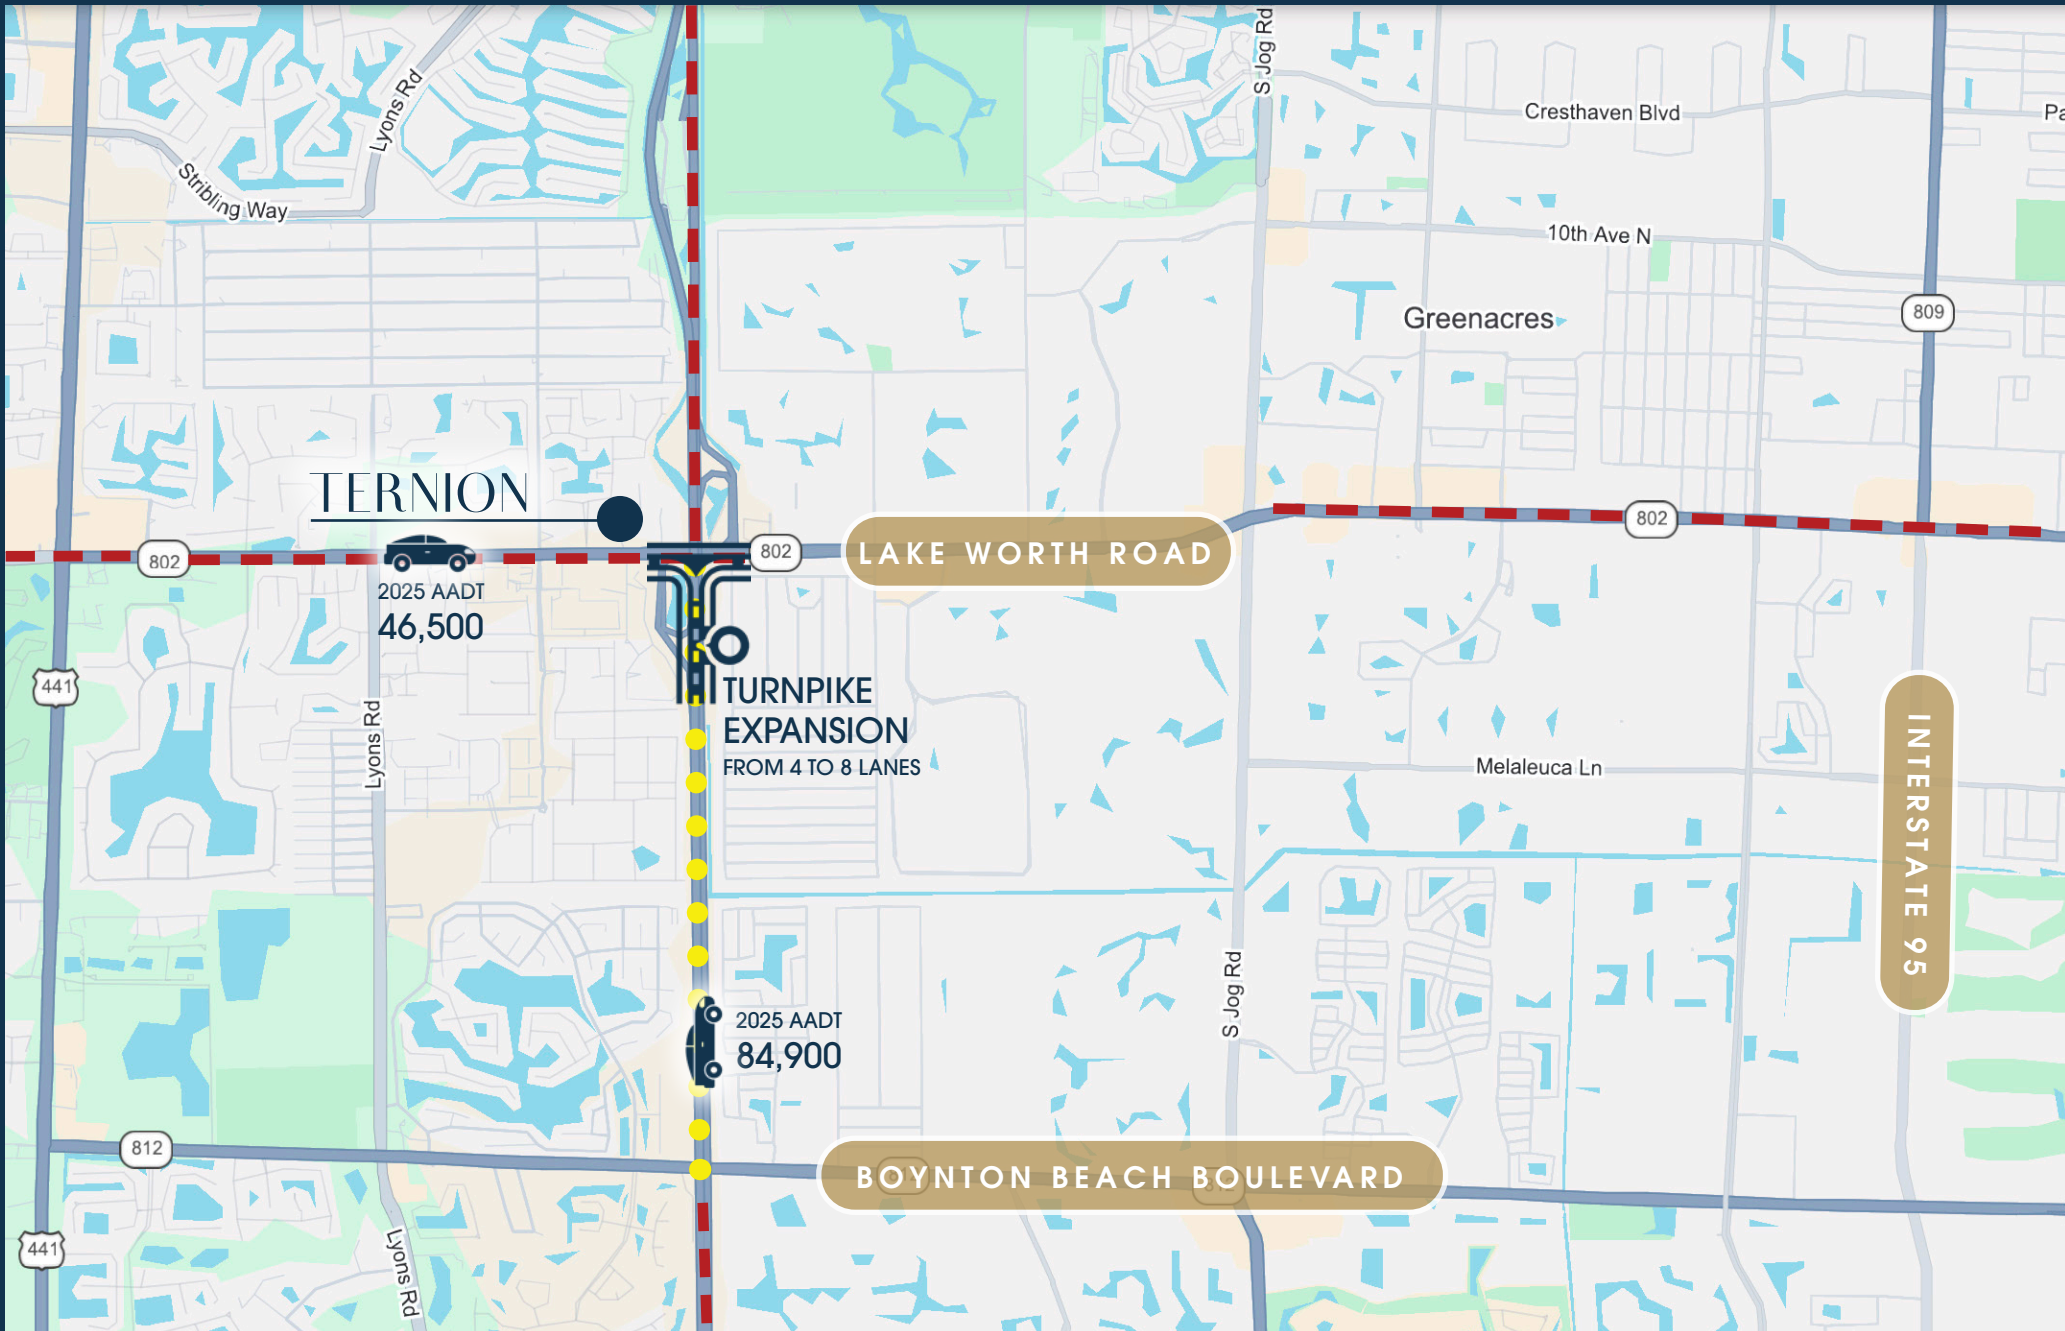 S Jog Rd
Lyons Rd
Cresthaven Blvd
Stribling Way
10th Ave N
Greenacres
809
TERNION
802
802
LAKE WORTH ROAD
802
2025 AADT
46,500
441
TURNPIKE
EXPANSION
FROM 4 TO 8 LANES
Lyons Rd
Melaleuca Ln
INTERSTATE 95
S Jog Rd
2025 AADT
84,900
812
BOYNTON BEACH BOULEVARD
441
Lyons Rd